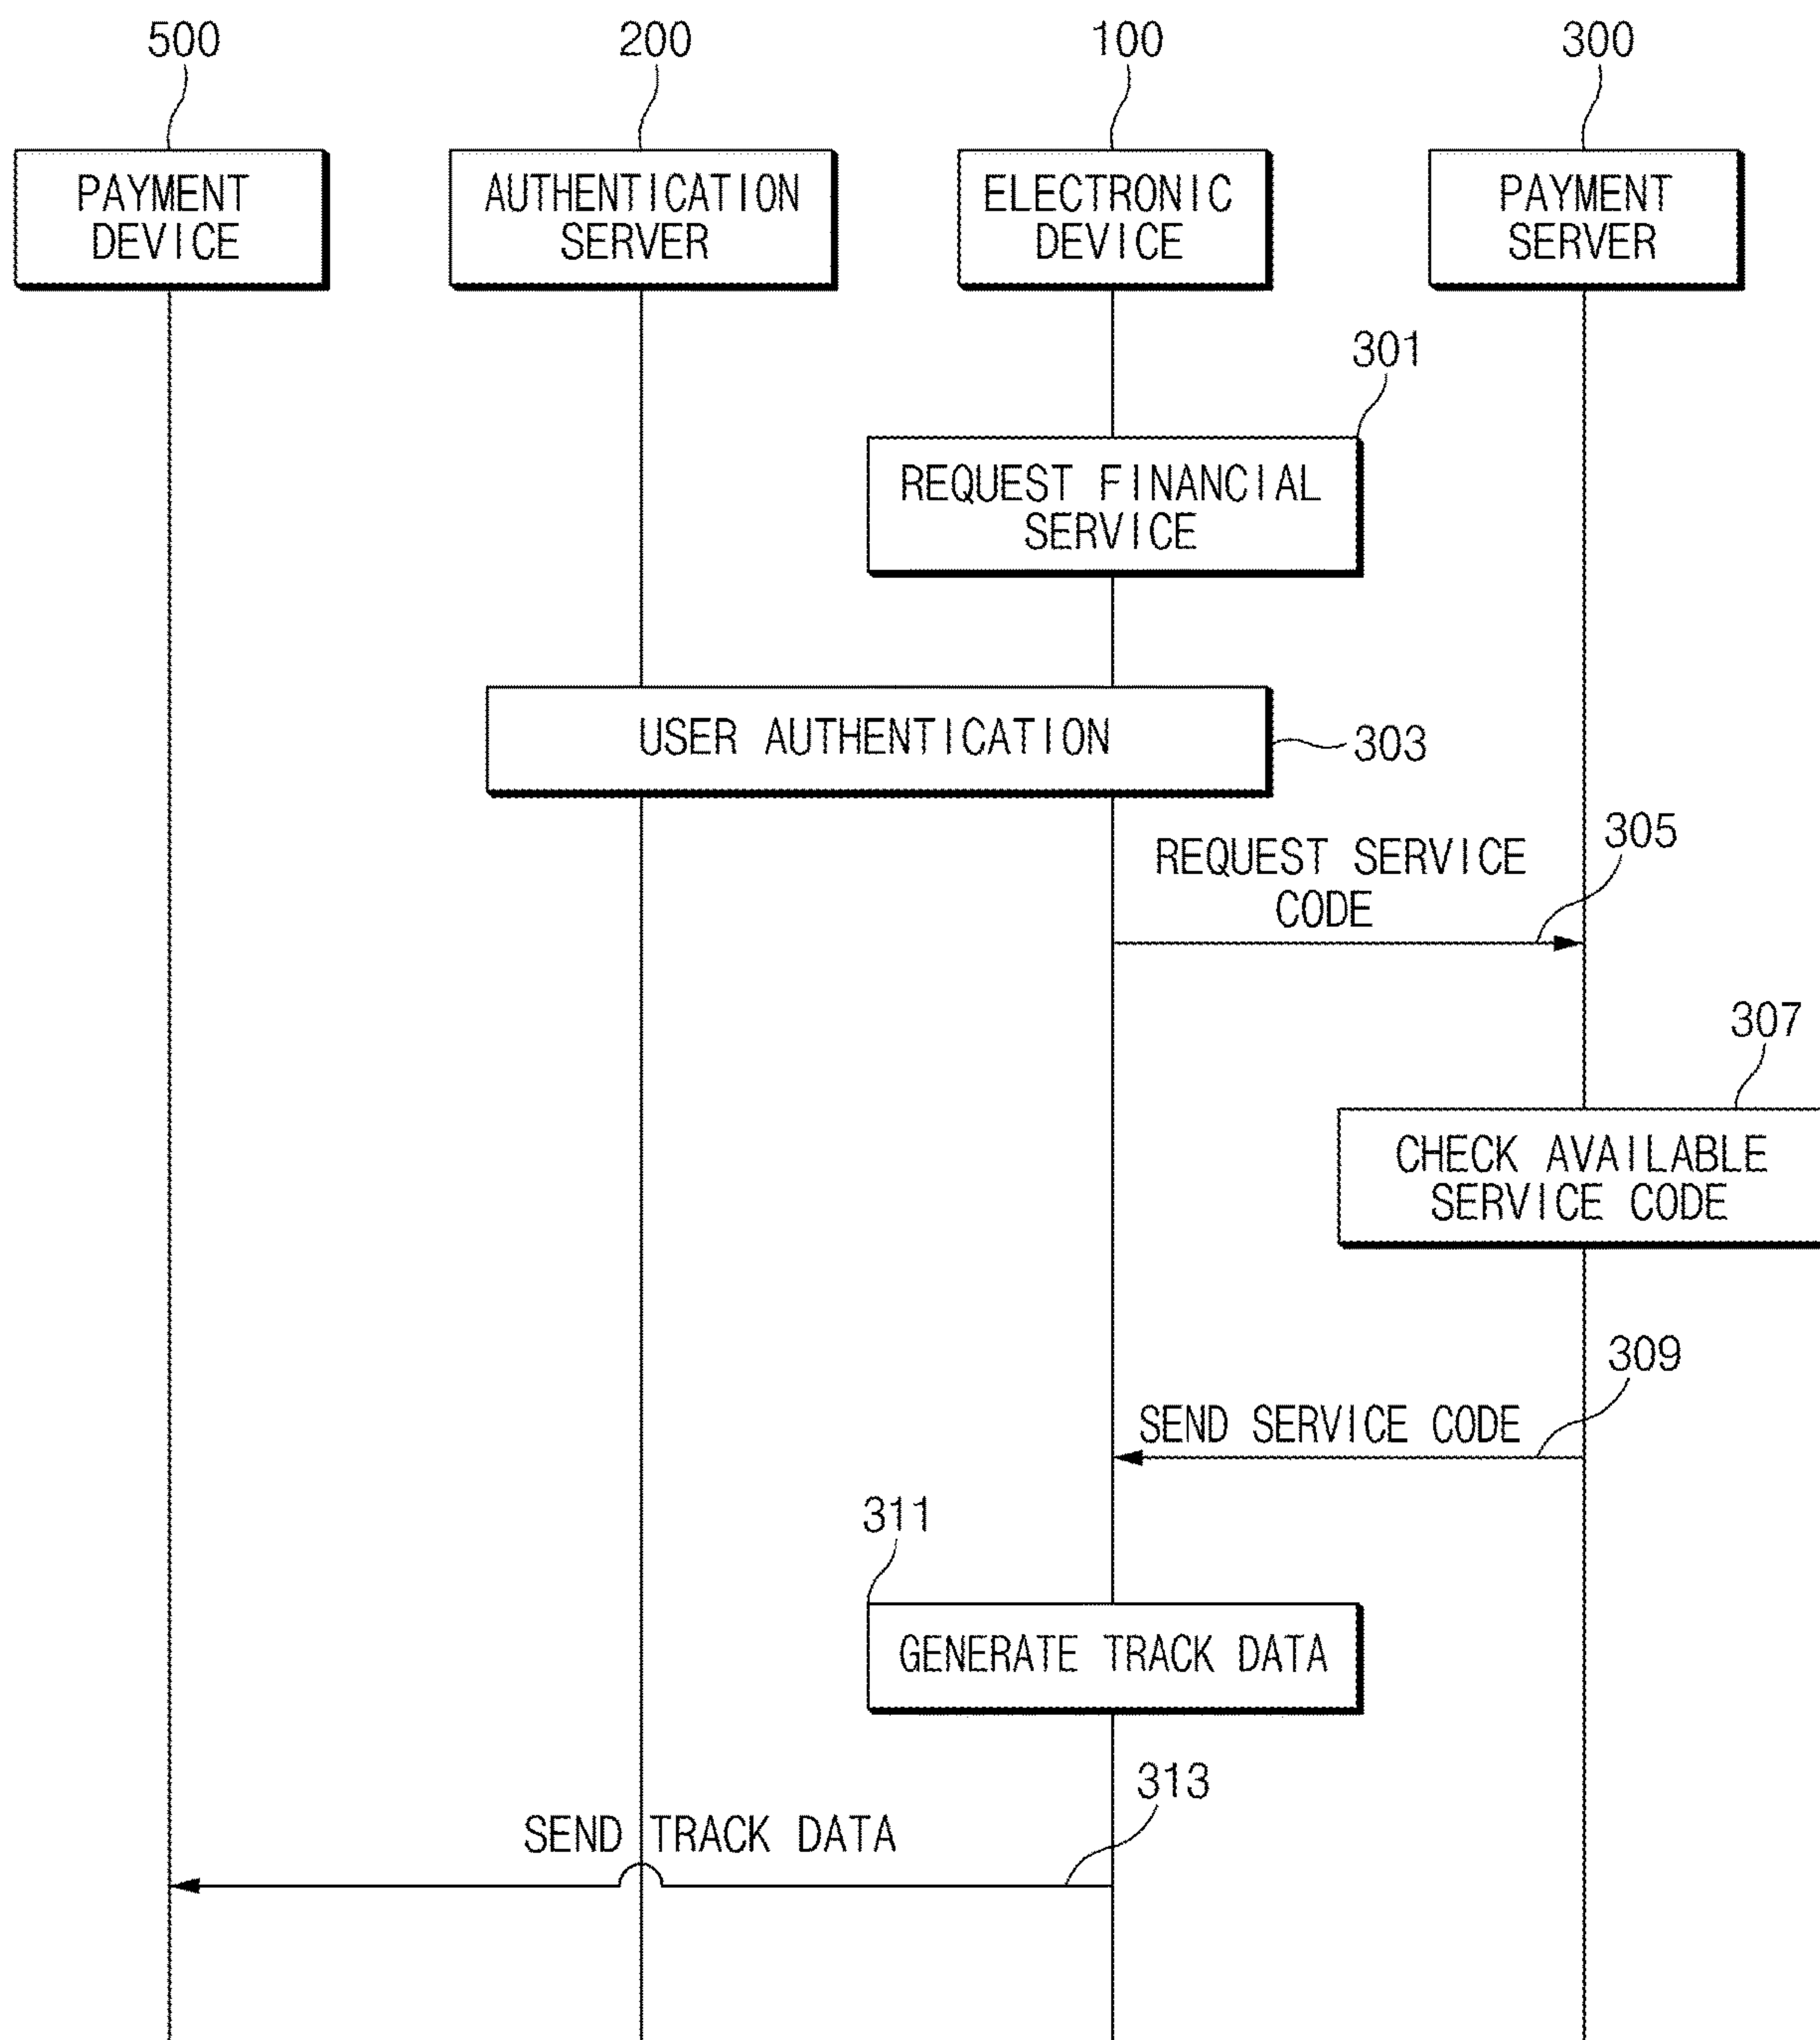 500
200
100
300
PAYMENT
DEVICE
AUTHENTICATION
SERVER
ELECTRONIC
DEVICE
PAYMENT
SERVER
301
REQUEST FINANCIAL
SERVICE
USER AUTHENTICATION
303
305
REQUEST SERVICE
CODE
307
CHECK AVAILABLE
SERVICE CODE
309
SEND SERVICE CODE
311
GENERATE TRACK DATA
313
SEND TRACK DATA